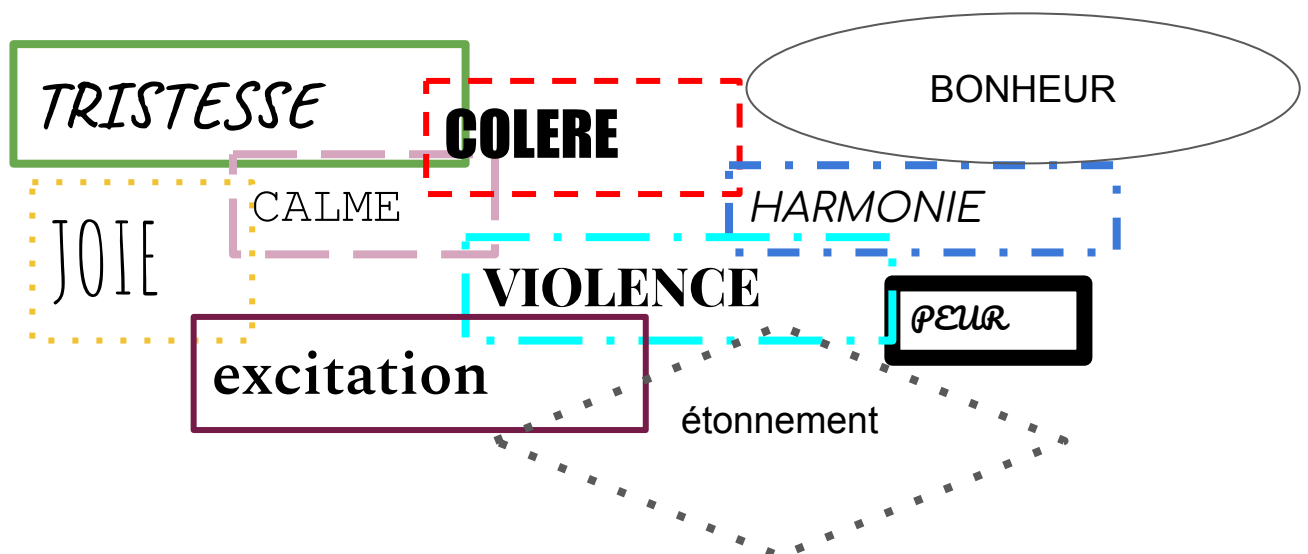 TRISTESSE
COLERE
BONHEUR
JOIE
CALME
HARMONIE
VIOLENCE
PEUR
excitation
étonnement